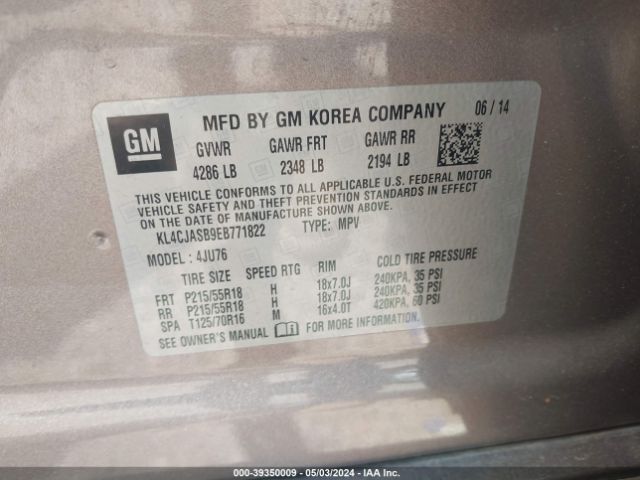 GM
MFD BY GM KOREA COMPANY 06/14
GVWR GAWR FRT GAWR RR
4286 LB 2348 LB 2194 LB
THIS VEHICLE CONFORMS TO ALL APPLICABLE U.S. FEDERAL MOTOR
VEHICLE SAFETY AND THEFT PREVENTION STANDARDS IN EFFECT
ON THE DATE OF MANUFACTURE SHOWN ABOVE.
KL4CJASB9EB771822 TYPE: MPV
MODEL: 4JU76
TIRE SIZE SPEED RTG RIM COLD TIRE PRESSURE
FRT P215/55R18 H 18x7.0J 240KPA, 35 PSI
RR P215/55R18 H 18x7.0J 240KPA, 35 PSI
SPA T125/70R16 M 16x4.0T 420KPA, 60 PSI
SEE OWNER'S MANUAL FOR MORE INFORMATION.
000-39350009 - 05/03/2024 - IAA Inc.